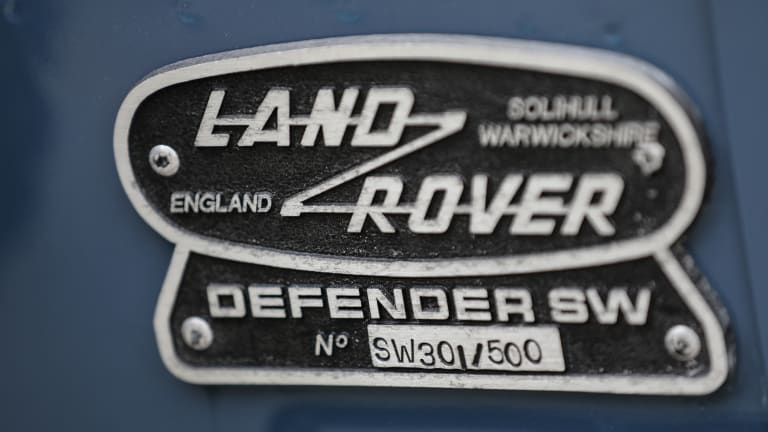 LAND
SOLIHULL
WARWICKSHIRE
ENGLAND
ROVER
DEFENDER SW
Nº SW301/500